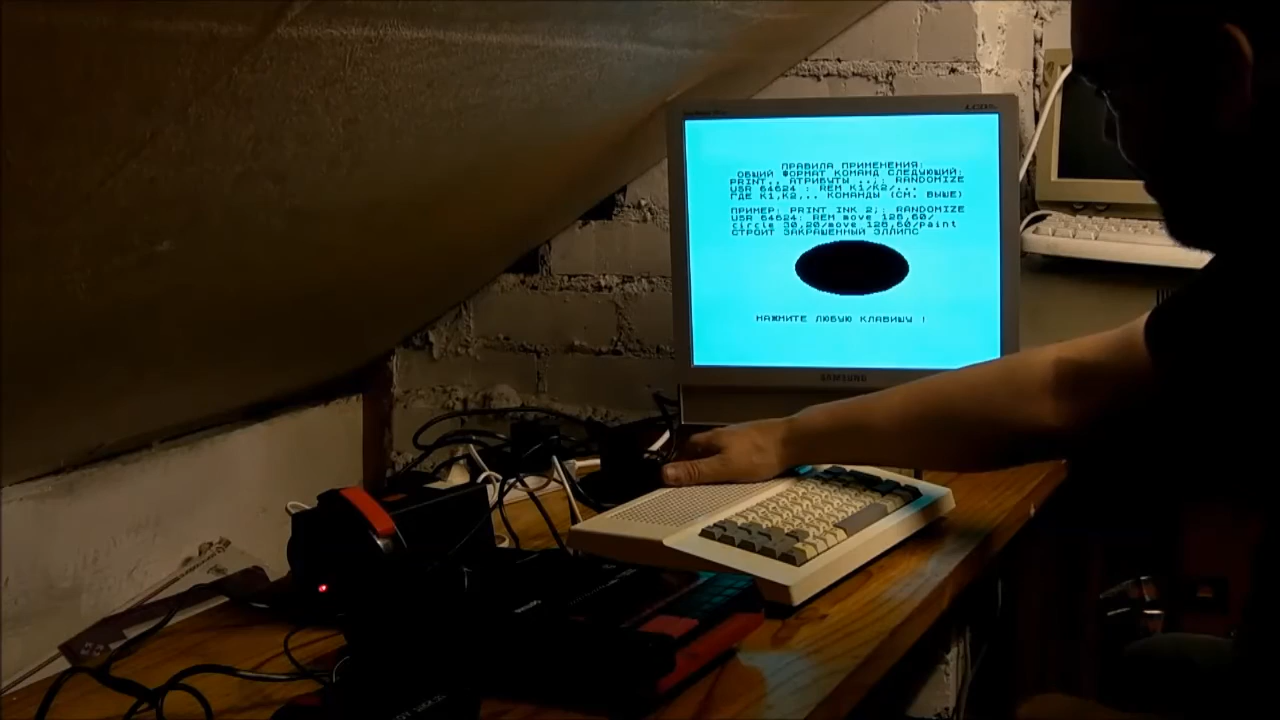 ПРАВИЛА ПРИМЕНЕНИЯ:
ОБЩИЙ ФОРМАТ КОМАНД СЛЕДУЮЩИЙ:
PRINT., АТРИБУТЫ ..;: RANDOMIZE
USR 64624 : REM K1/K2/...
ГДЕ K1,K2,.. КОМАНДЫ (СМ. ВЫШЕ)
ПРИМЕР: PRINT INK 2;: RANDOMIZE
USR 64624: REM move 128,60/
circle 30,20/move 128,60/paint
СТРОИТ ЗАКРАШЕННЫЙ ЭЛЛИПС
НАЖМИТЕ ЛЮБУЮ КЛАВИШУ !
SAMSUNG